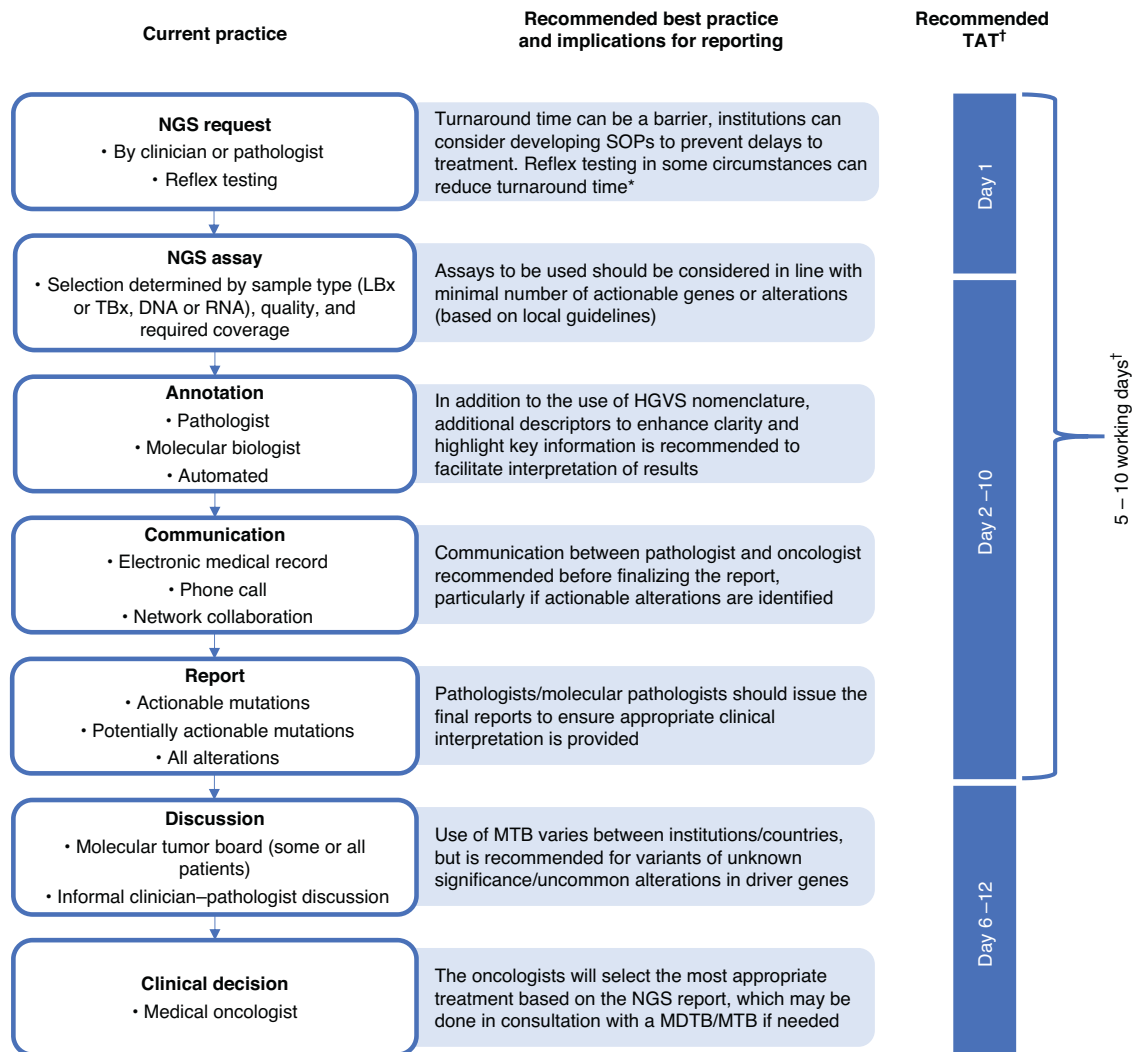 Current practice
Recommended best practice
and implications for reporting
Recommended
TAT†
NGS request
• By clinician or pathologist
• Reflex testing
Turnaround time can be a barrier, institutions can
consider developing SOPs to prevent delays to
treatment. Reflex testing in some circumstances can
reduce turnaround time*
NGS assay
• Selection determined by sample type (LBx
or TBx, DNA or RNA), quality, and
required coverage
Assays to be used should be considered in line with
minimal number of actionable genes or alterations
(based on local guidelines)
Annotation
• Pathologist
• Molecular biologist
• Automated
In addition to the use of HGVS nomenclature,
additional descriptors to enhance clarity and
highlight key information is recommended to
facilitate interpretation of results
Communication
• Electronic medical record
• Phone call
• Network collaboration
Communication between pathologist and oncologist
recommended before finalizing the report,
particularly if actionable alterations are identified
Report
• Actionable mutations
• Potentially actionable mutations
• All alterations
Pathologists/molecular pathologists should issue the
final reports to ensure appropriate clinical
interpretation is provided
Discussion
• Molecular tumor board (some or all
patients)
• Informal clinician–pathologist discussion
Use of MTB varies between institutions/countries,
but is recommended for variants of unknown
significance/uncommon alterations in driver genes
Clinical decision
• Medical oncologist
The oncologists will select the most appropriate
treatment based on the NGS report, which may be
done in consultation with a MDTB/MTB if needed
Day 1
Day 2 –10
Day 6 –12
5 – 10 working days†